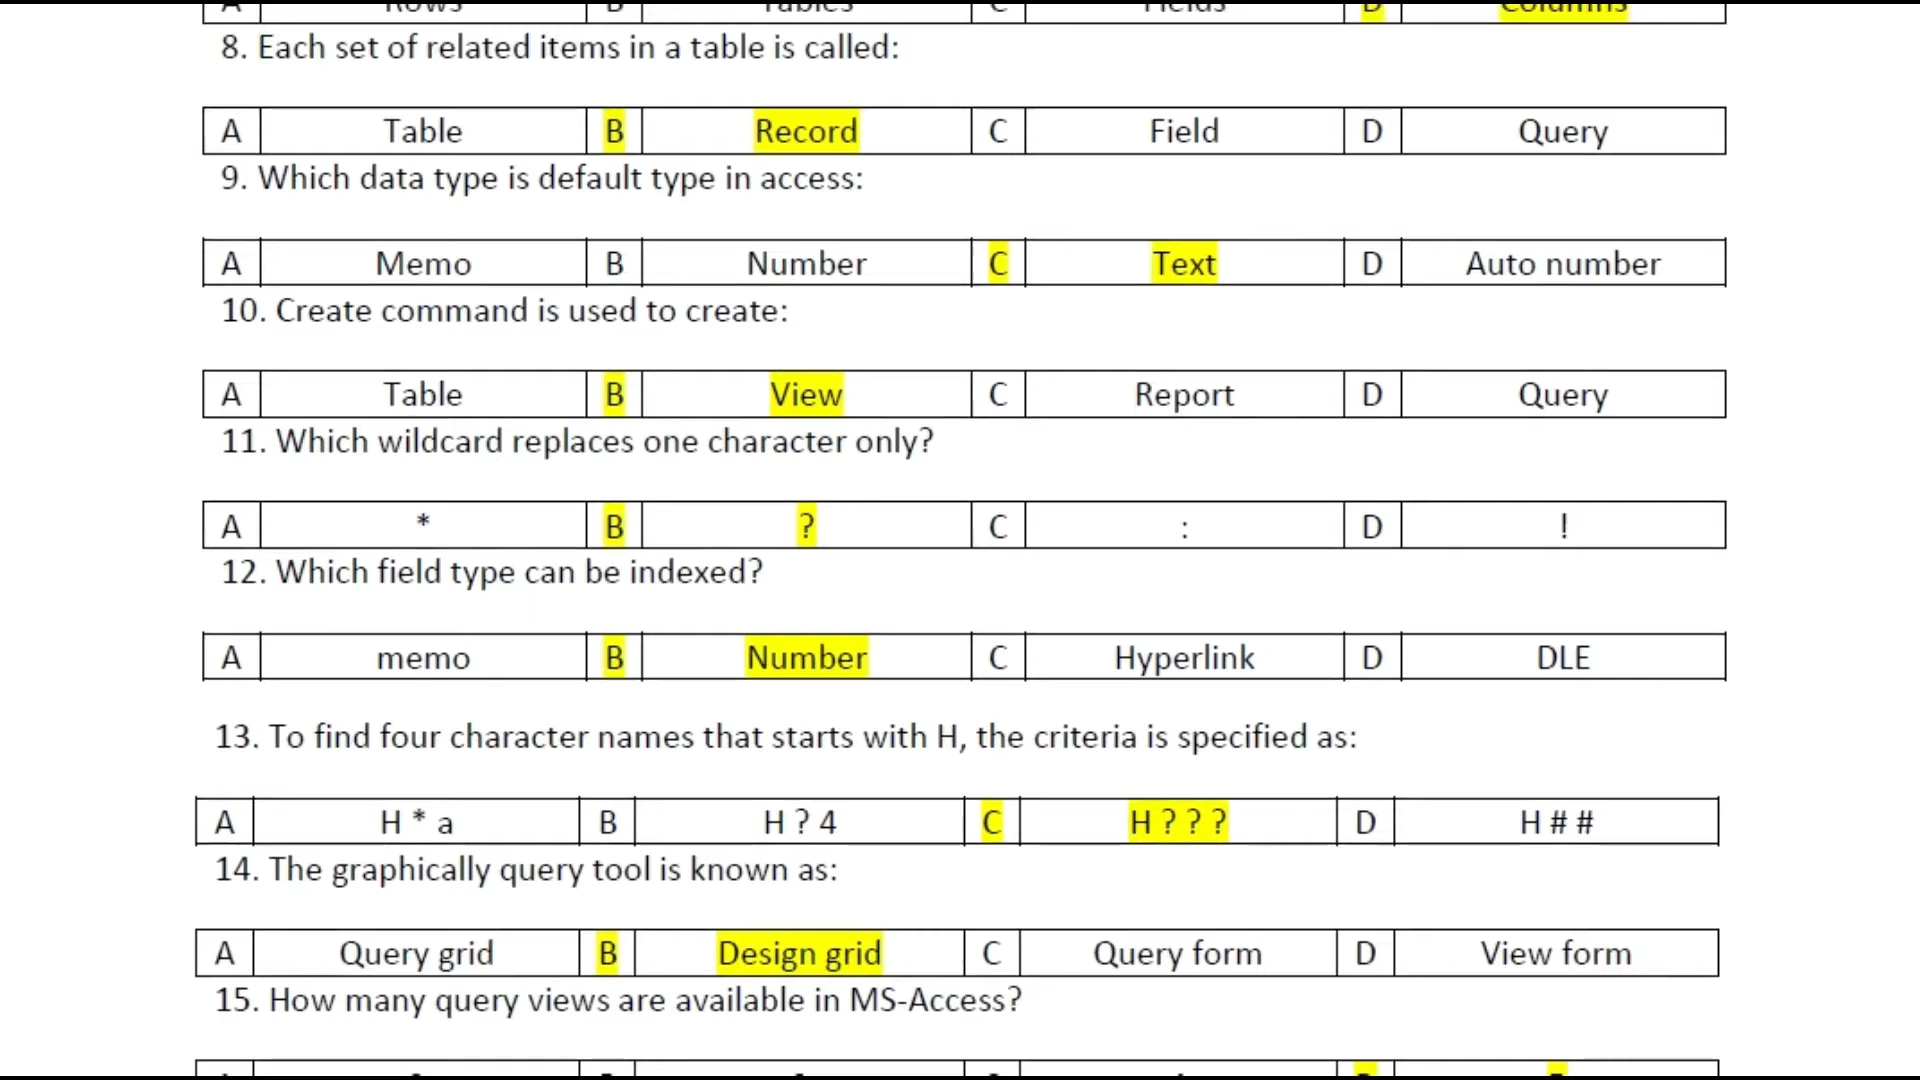 A Rows B Tables C Fields D Columns
8. Each set of related items in a table is called:
A Table B Record C Field D Query
9. Which data type is default type in access:
A Memo B Number C Text D Auto number
10. Create command is used to create:
A Table B View C Report D Query
11. Which wildcard replaces one character only?
A * B ? C : D !
12. Which field type can be indexed?
A memo B Number C Hyperlink D DLE
13. To find four character names that starts with H, the criteria is specified as:
A H * a B H ? 4 C H ? ? ? D H # #
14. The graphically query tool is known as:
A Query grid B Design grid C Query form D View form
15. How many query views are available in MS-Access?